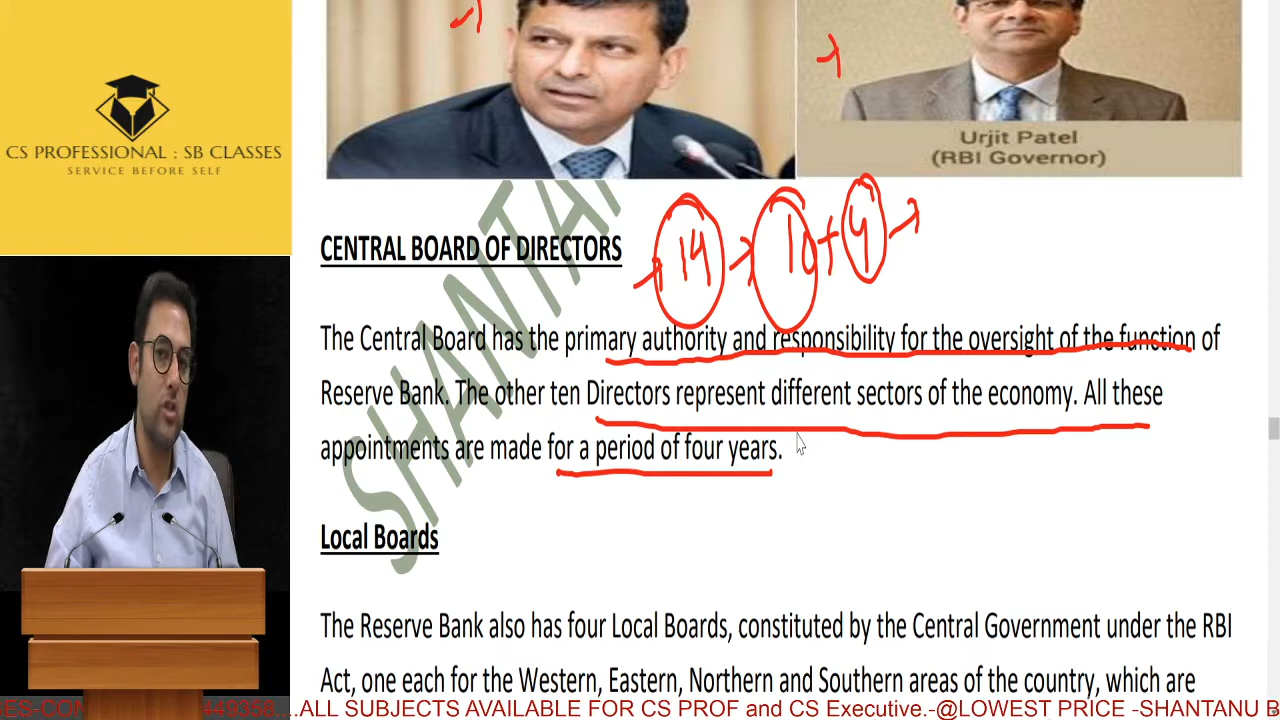 CS PROFESSIONAL : SB CLASSES
SERVICE BEFORE SELF
Urjit Patel
(RBI Governor)
14 → 10 + 4 →
CENTRAL BOARD OF DIRECTORS
The Central Board has the primary authority and responsibility for the oversight of the function of
Reserve Bank. The other ten Directors represent different sectors of the economy. All these
appointments are made for a period of four years.
SHANTA
Local Boards
The Reserve Bank also has four Local Boards, constituted by the Central Government under the RBI
Act, one each for the Western, Eastern, Northern and Southern areas of the country, which are
449358....ALL SUBJECTS AVAILABLE FOR CS PROF and CS Executive.-@LOWEST PRICE -SHANTANU B